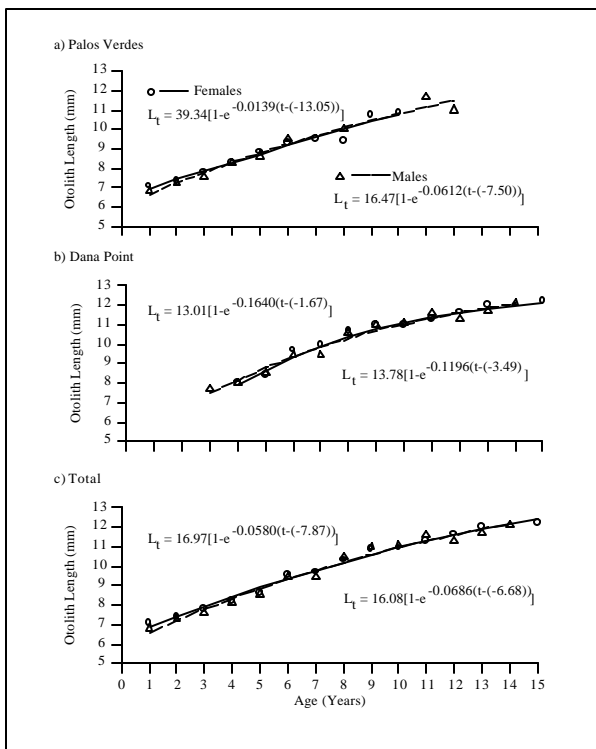 a) Palos Verdes
13
12
11
10
9
8
7
6
5
Otolith Length (mm)
Females
L_t = 39.34[1-e^-0.0139(t-(-13.05))]
Males
L_t = 16.47[1-e^-0.0612(t-(-7.50))]
b) Dana Point
13
12
11
10
9
8
7
6
5
Otolith Length (mm)
L_t = 13.01[1-e^-0.1640(t-(-1.67)]
L_t = 13.78[1-e^-0.1196(t-(-3.49)]
c) Total
13
12
11
10
9
8
7
6
5
Otolith Length (mm)
L_t = 16.97[1-e^-0.0580(t-(-7.87))]
L_t = 16.08[1-e^-0.0686(t-(-6.68))]
0 1 2 3 4 5 6 7 8 9 10 11 12 13 14 15
Age (Years)